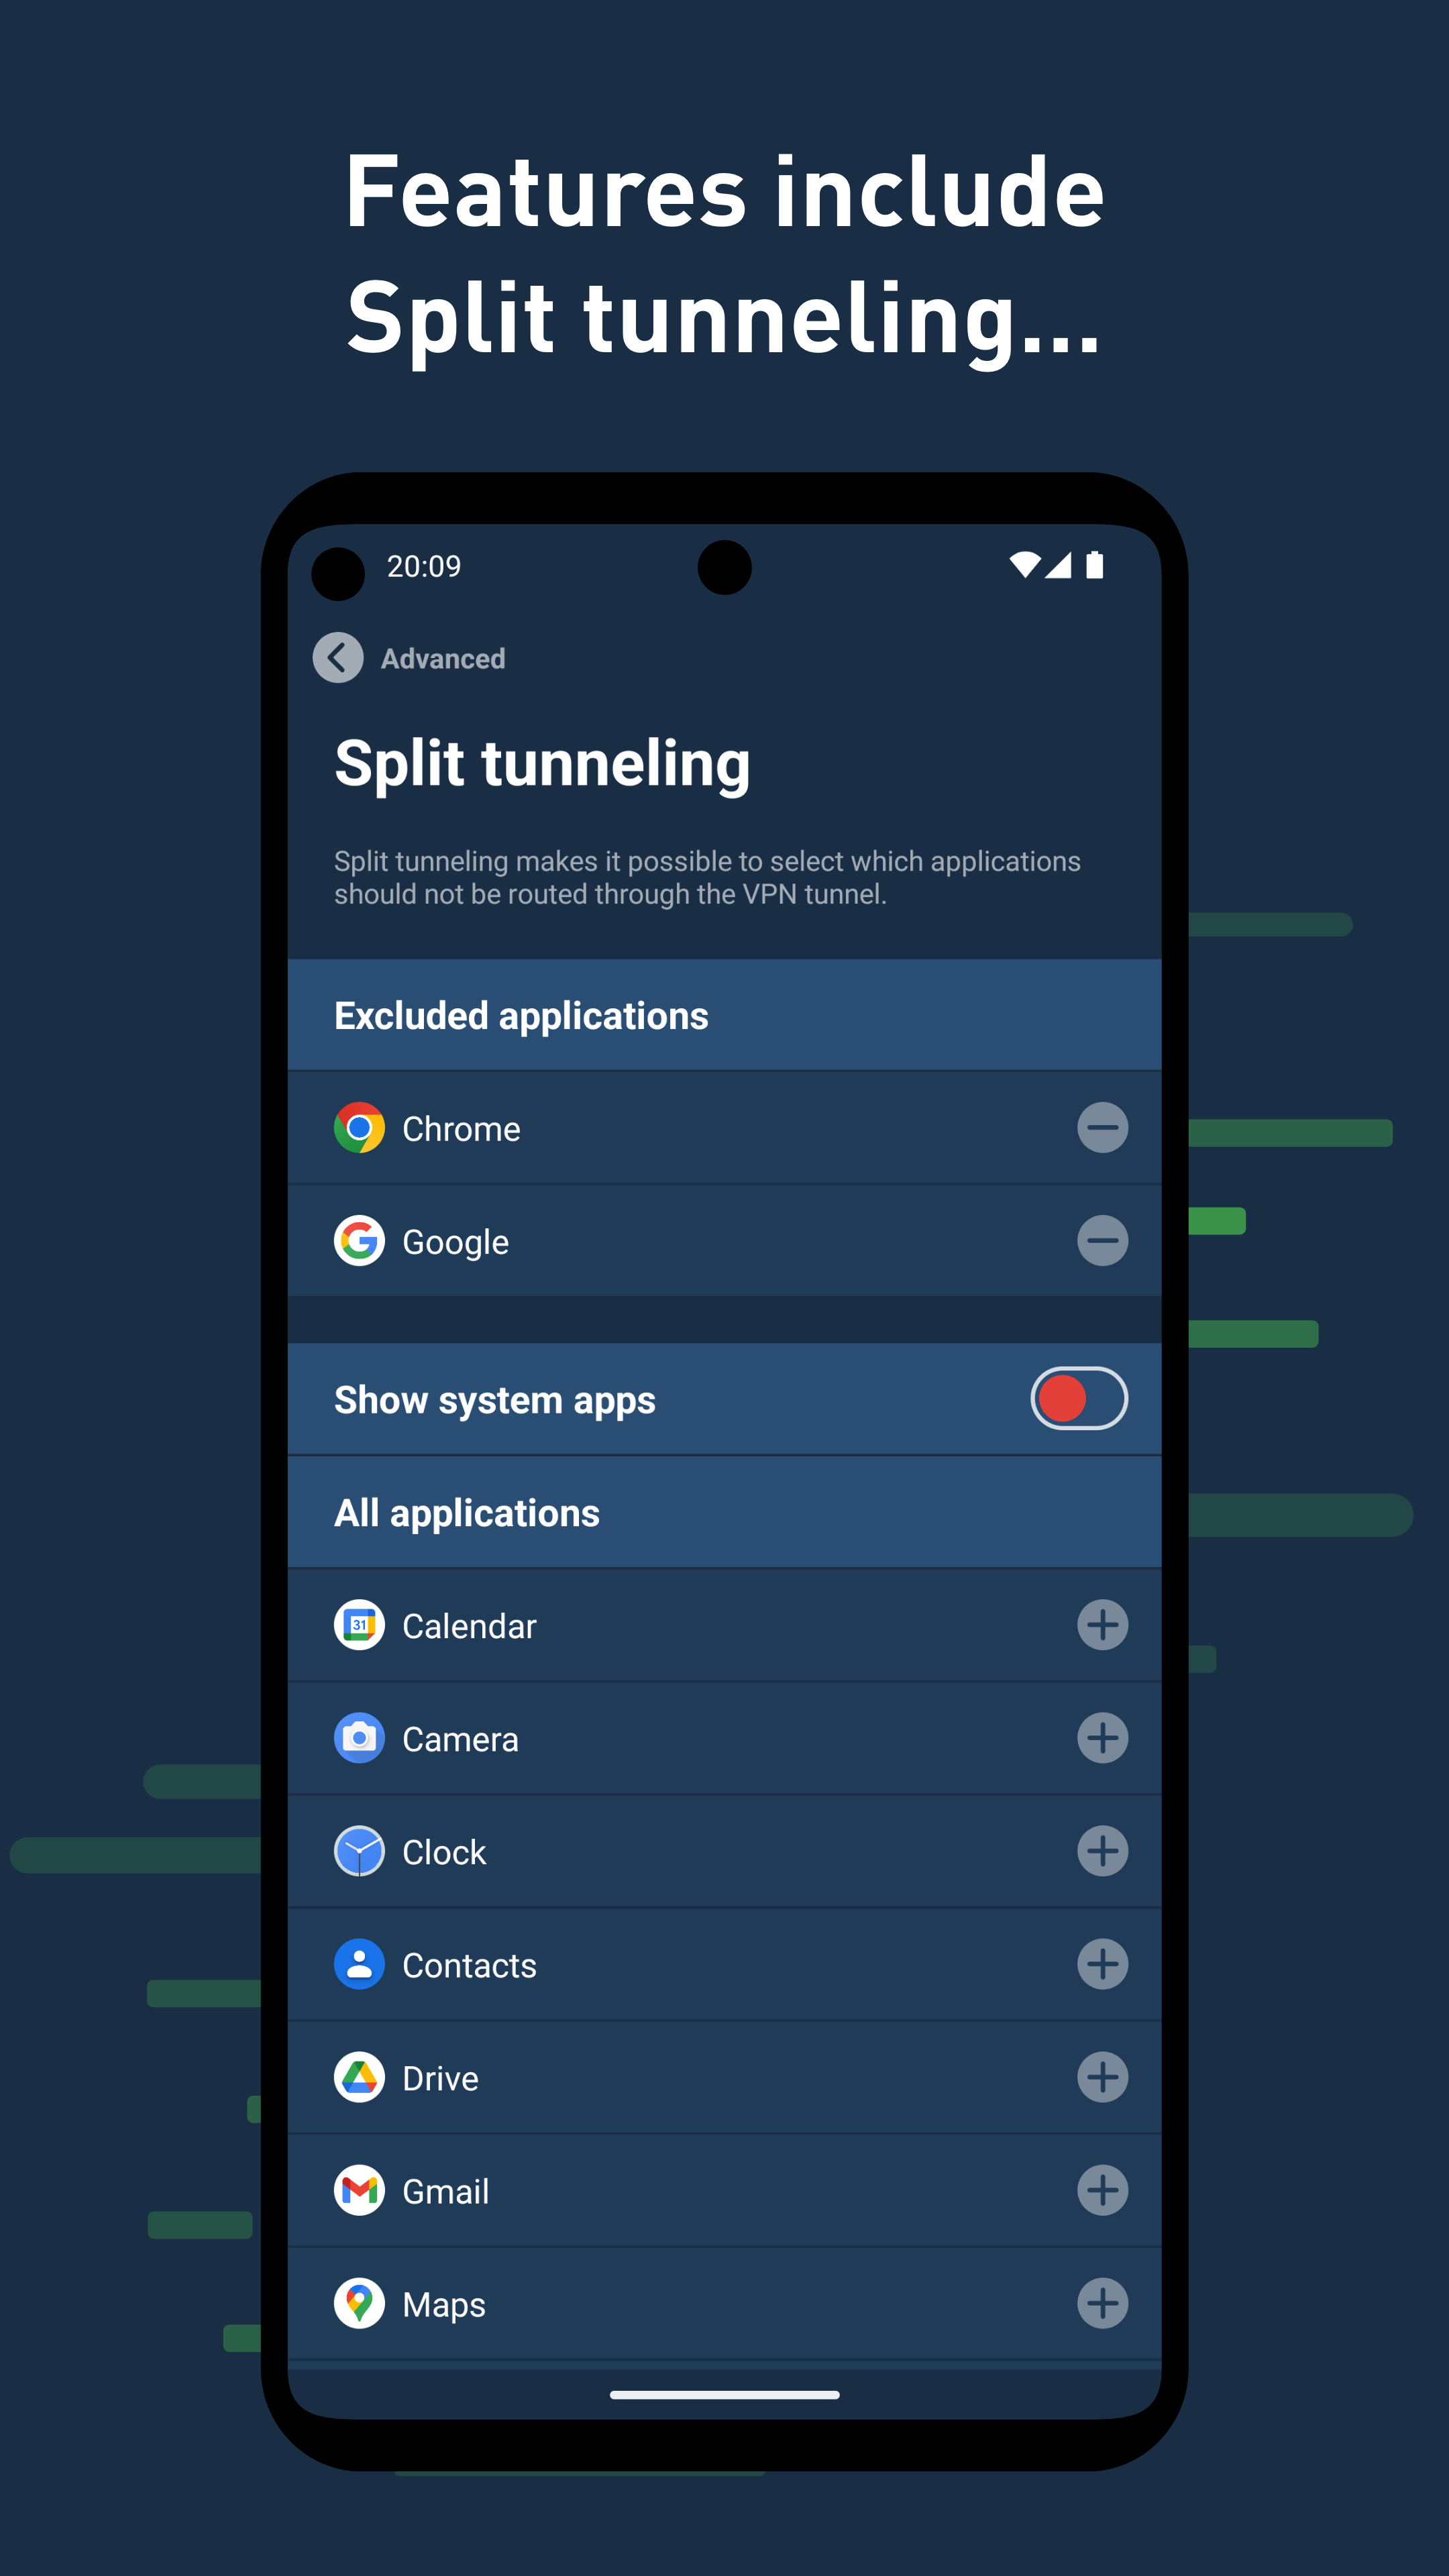 Features include
Split tunneling...
20:09
Advanced
Split tunneling
Split tunneling makes it possible to select which applications
should not be routed through the VPN tunnel.
Excluded applications
Chrome
Google
Show system apps
All applications
31
Calendar
Camera
Clock
Contacts
Drive
Gmail
Maps